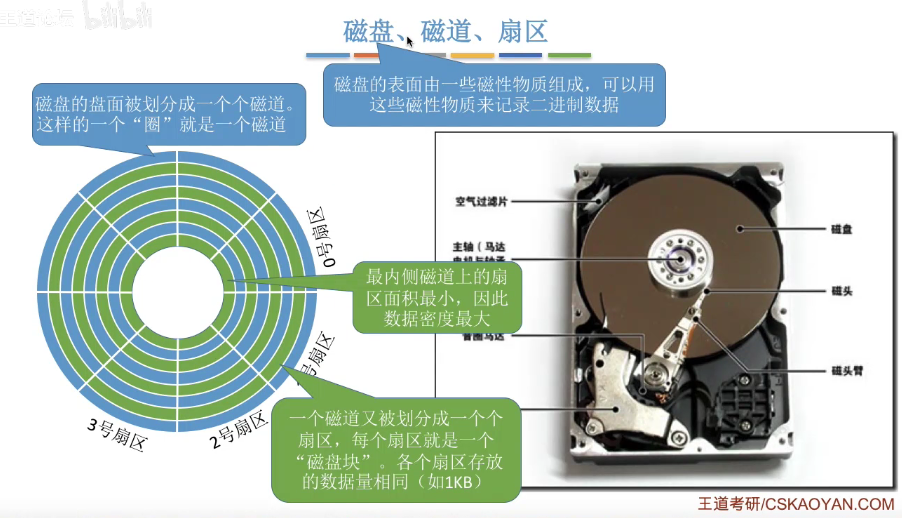 bilibili
磁盘、磁道、扇区
磁盘的表面由一些磁性物质组成，可以用
这些磁性物质来记录二进制数据
磁盘的盘面被划分成一个个磁道。
这样的一个“圈”就是一个磁道
0号扇区
号扇区
2号扇区
3号扇区
最内侧磁道上的扇
区面积最小，因此
数据密度最大
一个磁道又被划分成一个个
扇区，每个扇区就是一个
“磁盘块”。各个扇区存放
的数据量相同（如1KB）
空气过滤片
主轴（马达
电机与轴承
音圈马达
磁盘
磁头
磁头臂
王道考研/CSKAOYAN.COM